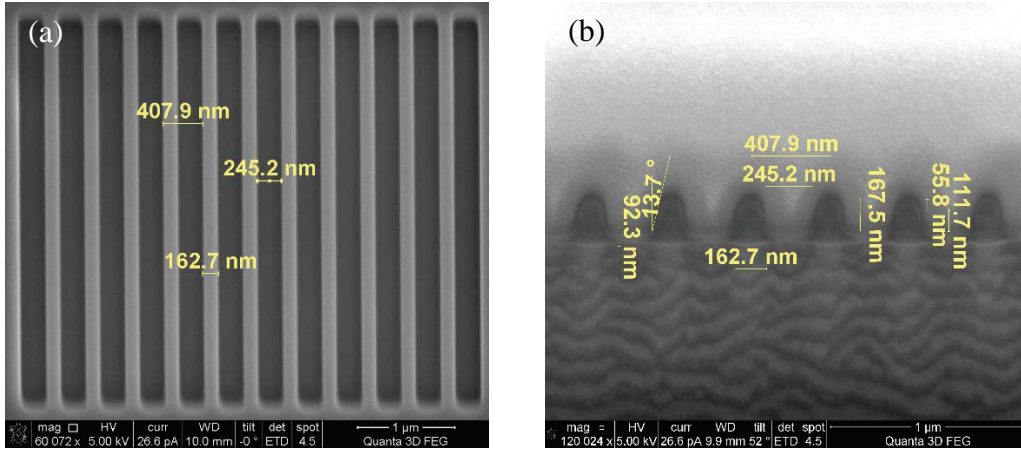 (a)
407.9 nm
245.2 nm
162.7 nm
mag HV curr WD tilt det spot
60 072 x 5.00 kV 26.6 pA 10.0 mm -0° ETD 4.5
1 µm
Quanta 3D FEG
(b)
407.9 nm
245.2 nm
13.7 °
92.3 nm
162.7 nm
167.5 nm
55.8 nm
111.7 nm
mag HV curr WD tilt det spot
120 024 x 5.00 kV 26.6 pA 9.9 mm 52° ETD 4.5
1 µm
Quanta 3D FEG